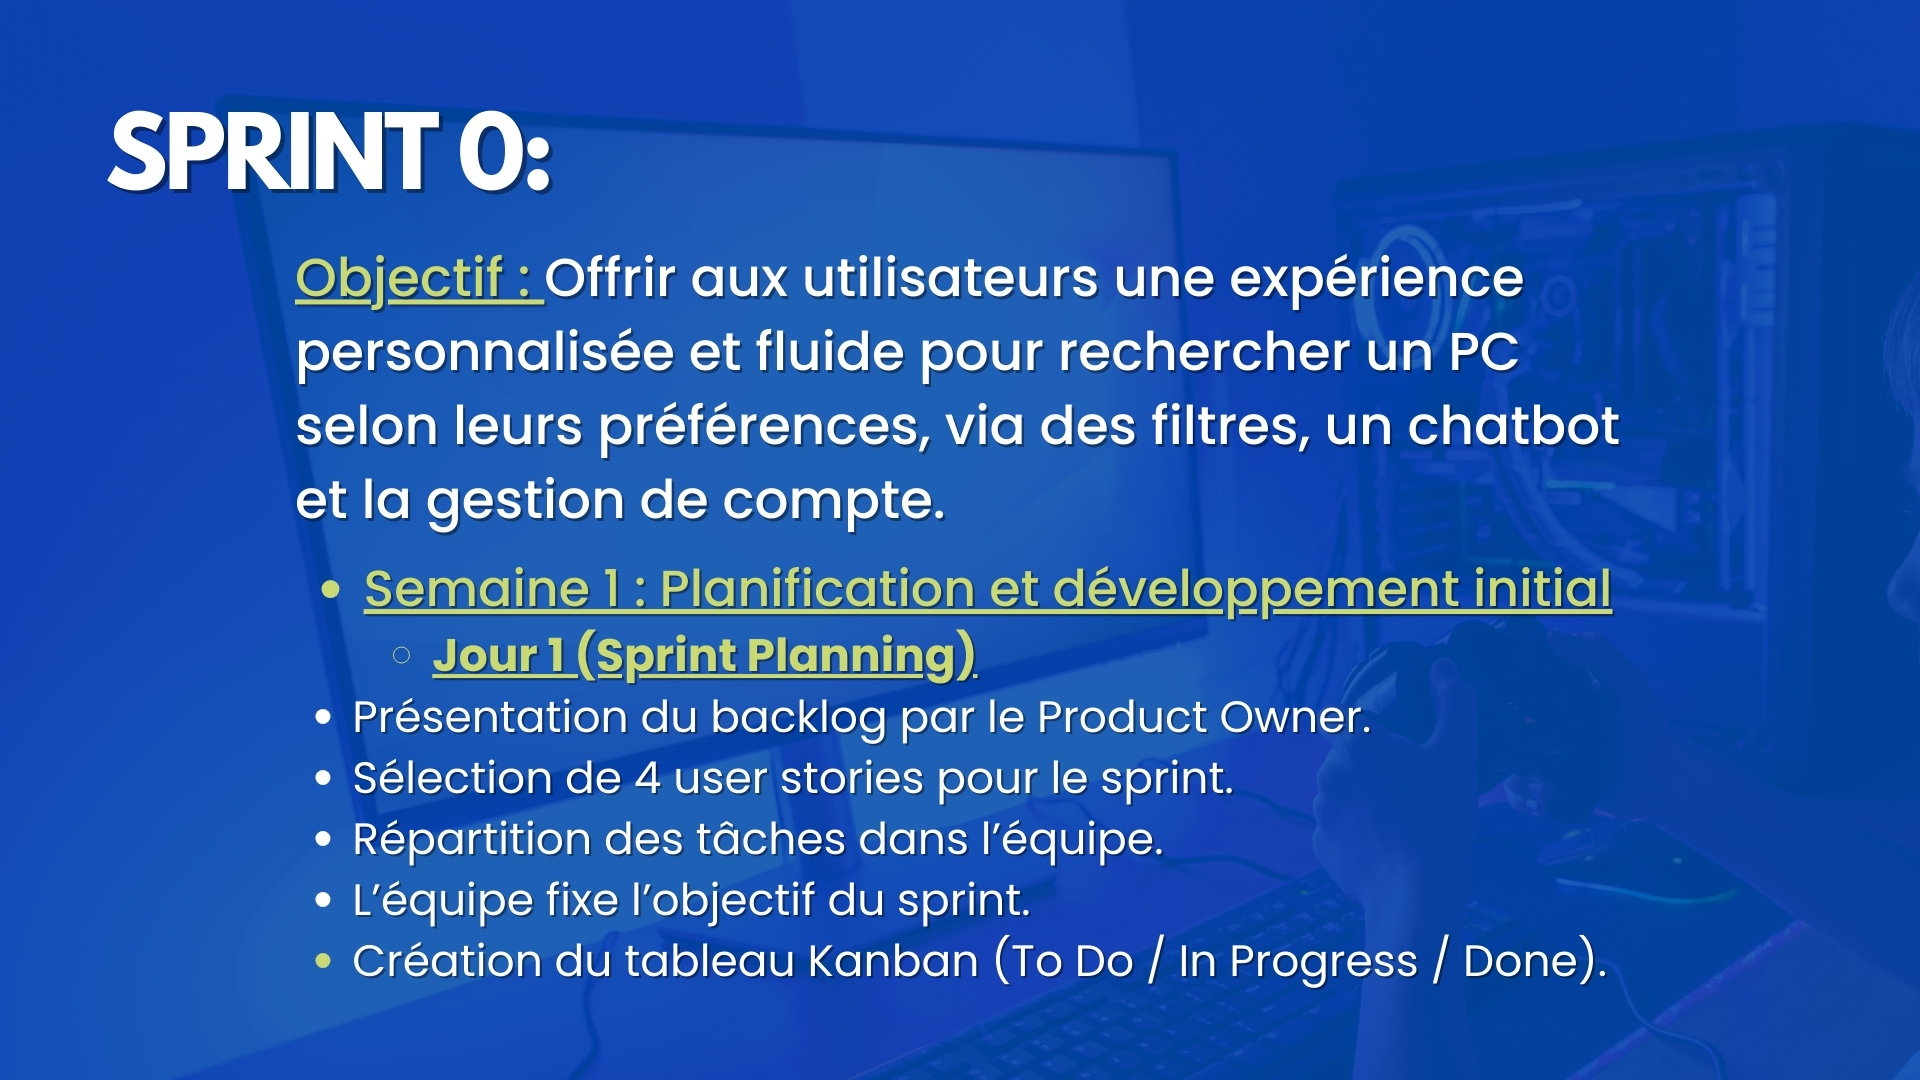 SPRINT 0:
Objectif : Offrir aux utilisateurs une expérience
personnalisée et fluide pour rechercher un PC
selon leurs préférences, via des filtres, un chatbot
et la gestion de compte.
• Semaine 1 : Planification et développement initial
○ Jour 1 (Sprint Planning)
• Présentation du backlog par le Product Owner.
• Sélection de 4 user stories pour le sprint.
• Répartition des tâches dans l’équipe.
• L’équipe fixe l’objectif du sprint.
• Création du tableau Kanban (To Do / In Progress / Done).